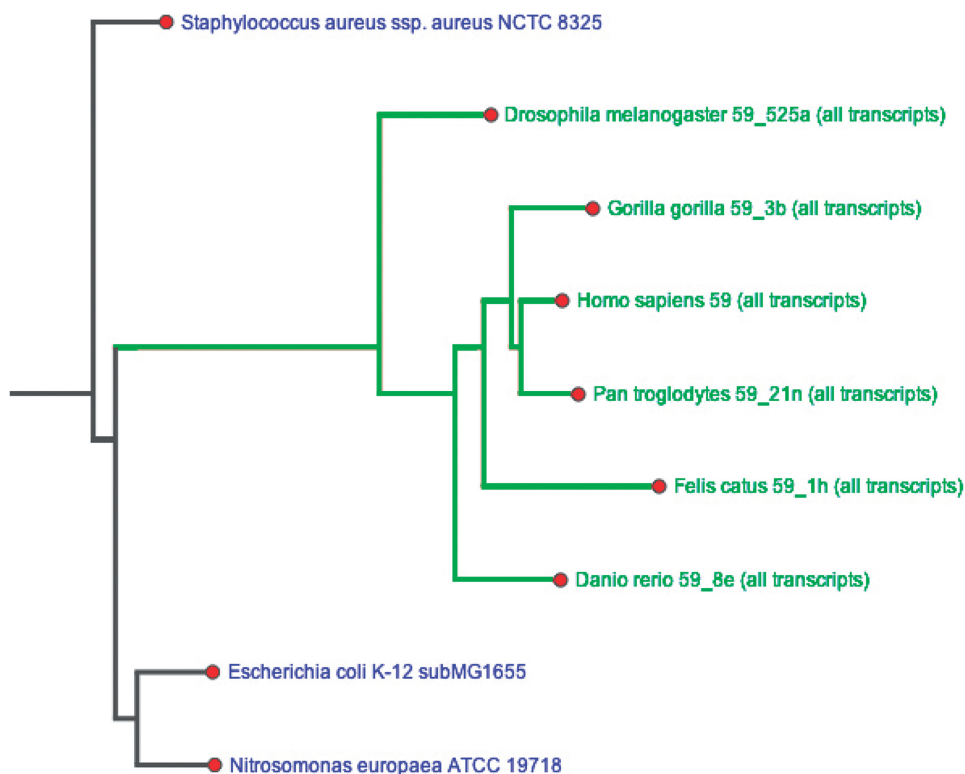 Staphylococcus aureus ssp. aureus NCTC 8325
Drosophila melanogaster 59_525a (all transcripts)
Gorilla gorilla 59_3b (all transcripts)
Homo sapiens 59 (all transcripts)
Pan troglodytes 59_21n (all transcripts)
Felis catus 59_1h (all transcripts)
Danio rerio 59_8e (all transcripts)
Escherichia coli K-12 subMG1655
Nitrosomonas europaea ATCC 19718